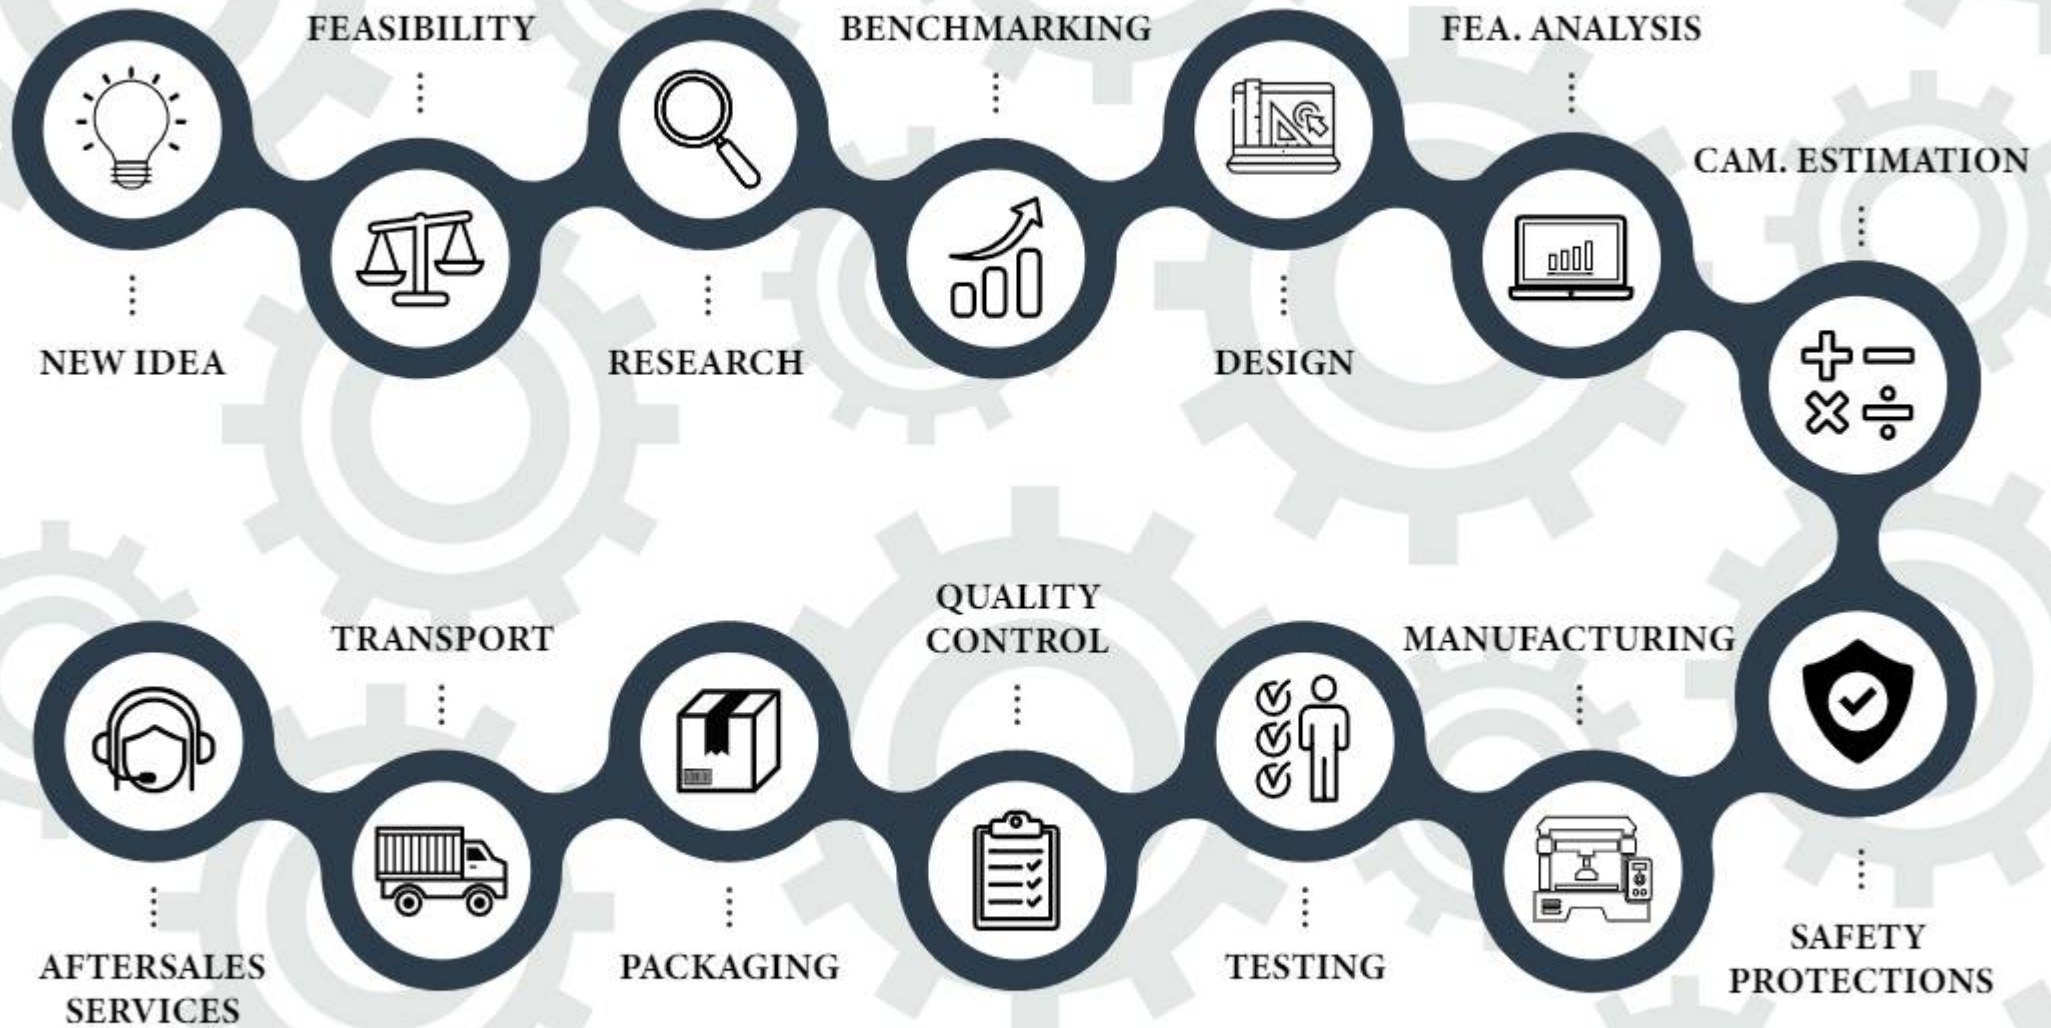 NEW IDEA
FEASIBILITY
RESEARCH
BENCHMARKING
DESIGN
FEA. ANALYSIS
CAM. ESTIMATION
SAFETY
PROTECTIONS
MANUFACTURING
TESTING
QUALITY
CONTROL
PACKAGING
TRANSPORT
AFTERSALES
SERVICES